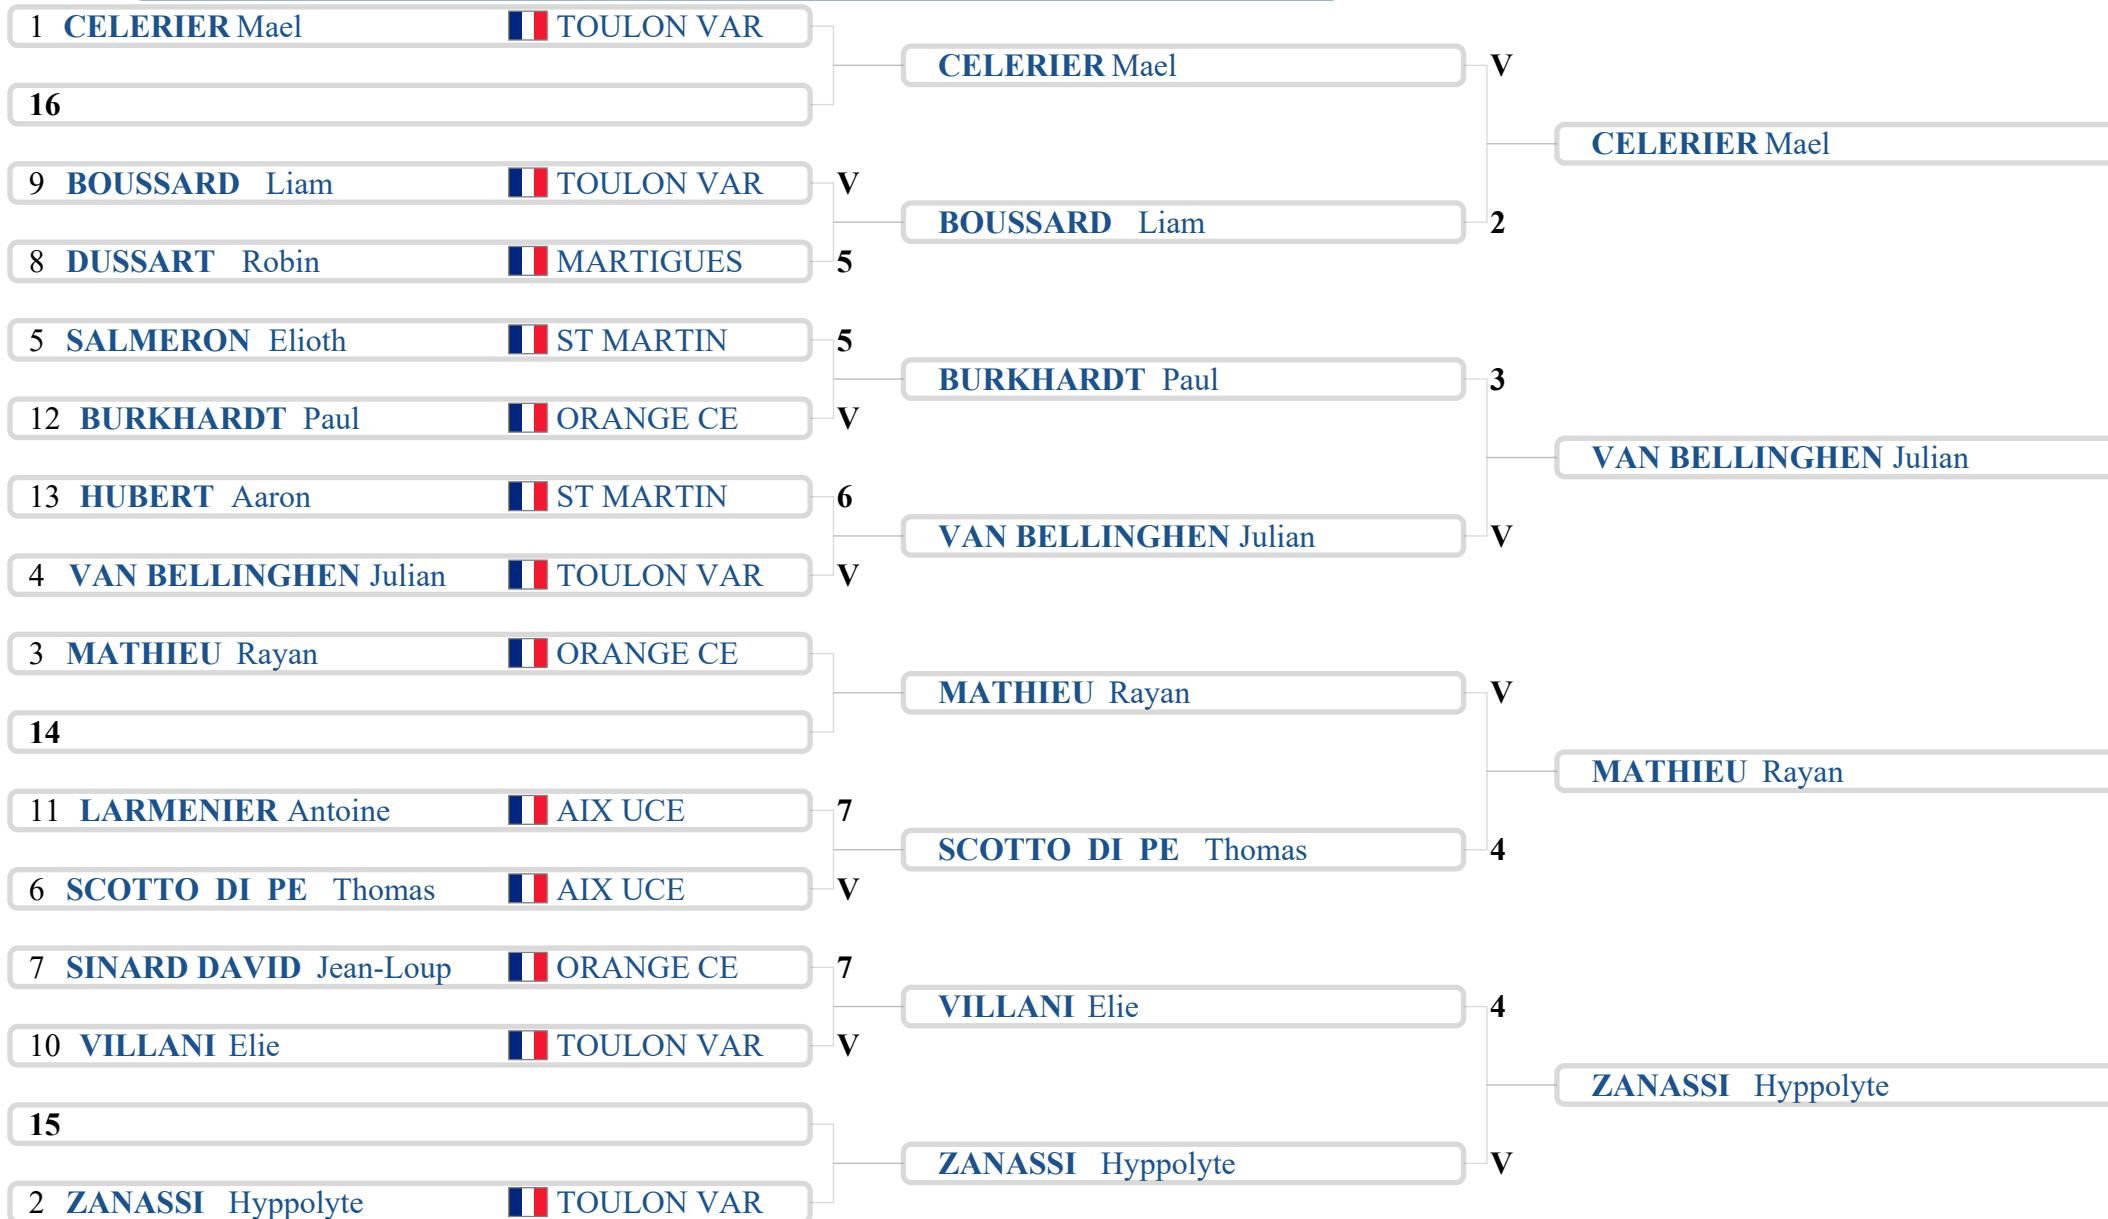 1 CELERIER Mael TOULON VAR
16
9 BOUSSARD Liam TOULON VAR V
8 DUSSART Robin MARTIGUES 5
5 SALMERON Elioth ST MARTIN 5
12 BURKHARDT Paul ORANGE CE V
13 HUBERT Aaron ST MARTIN 6
4 VAN BELLINGHEN Julian TOULON VAR V
3 MATHIEU Rayan ORANGE CE
14
11 LARMENIER Antoine AIX UCE 7
6 SCOTTO DI PE Thomas AIX UCE V
7 SINARD DAVID Jean-Loup ORANGE CE 7
10 VILLANI Elie TOULON VAR V
15
2 ZANASSI Hyppolyte TOULON VAR
CELERIER Mael V
BOUSSARD Liam 2
BURKHARDT Paul 3
VAN BELLINGHEN Julian V
MATHIEU Rayan V
SCOTTO DI PE Thomas 4
VILLANI Elie 4
ZANASSI Hyppolyte V
CELERIER Mael
VAN BELLINGHEN Julian
MATHIEU Rayan
ZANASSI Hyppolyte